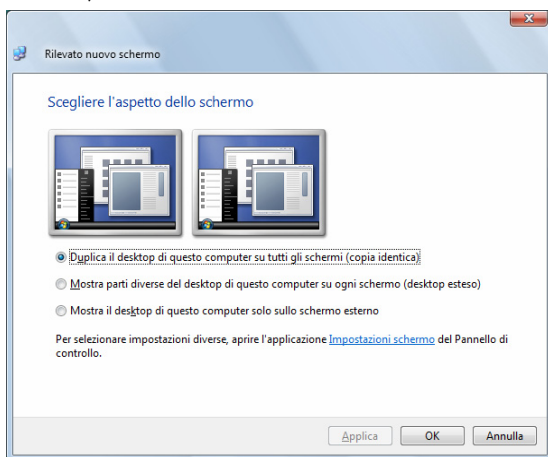 Rilevato nuovo schermo
Scegliere l'aspetto dello schermo
Duplica il desktop di questo computer su tutti gli schermi (copia identica)
Mostra parti diverse del desktop di questo computer su ogni schermo (desktop esteso)
Mostra il desktop di questo computer solo sullo schermo esterno
Per selezionare impostazioni diverse, aprire l'applicazione Impostazioni schermo del Pannello di
controllo.
Applica OK Annulla